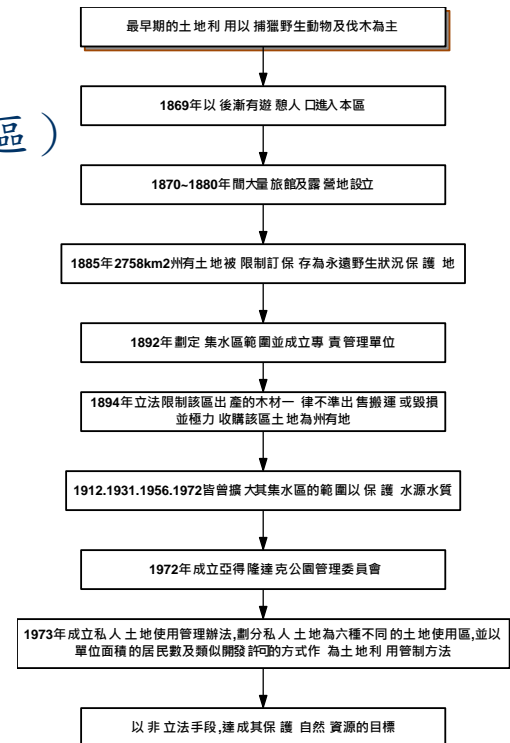 區）
最早期的土地利用以捕獵野生動物及伐木為主
1869年以後漸有遊憩人口進入本區
1870~1880年間大量旅館及露營地設立
1885年2758km2州有土地被限制訂保存為永遠野生狀況保護地
1892年劃定集水區範圍並成立專責管理單位
1894年立法限制該區出產的木材一律不準出售搬運或毀損
並極力收購該區土地為州有地
1912.1931.1956.1972皆曾擴大其集水區的範圍以保護水源水質
1972年成立亞得隆達克公園管理委員會
1973年成立私人土地使用管理辦法,劃分私人土地為六種不同的土地使用區,並以
單位面積的居民數及類似開發許可的方式作為土地利用管制方法
以非立法手段,達成其保護自然資源的目標